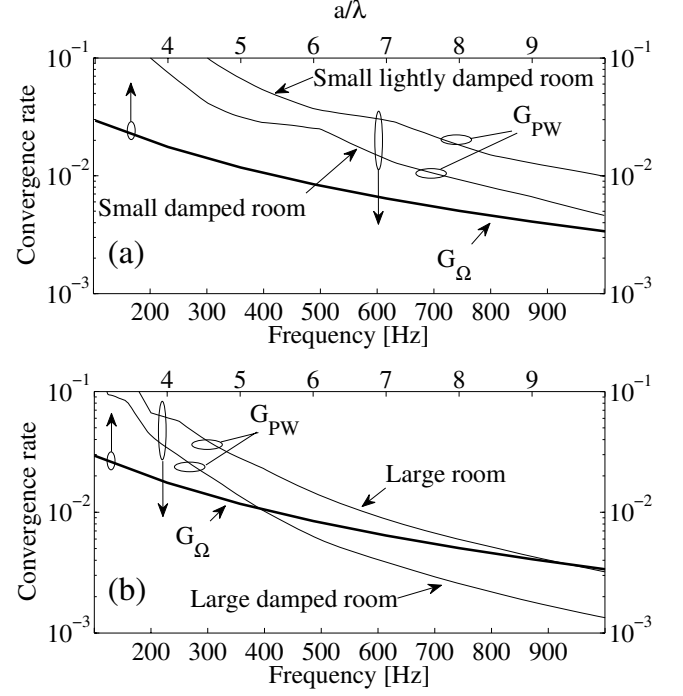 a/λ
4 5 6 7 8 9
10⁻¹ 10⁻¹
Small lightly damped room
G_PW
Convergence rate
10⁻² 10⁻²
Small damped room
(a)
G_Ω
10⁻³ 10⁻³
200 300 400 500 600 700 800 900
Frequency [Hz]
4 5 6 7 8 9
10⁻¹ 10⁻¹
G_PW
Large room
Convergence rate
10⁻² 10⁻²
G_Ω
(b)
Large damped room
10⁻³ 10⁻³
200 300 400 500 600 700 800 900
Frequency [Hz]